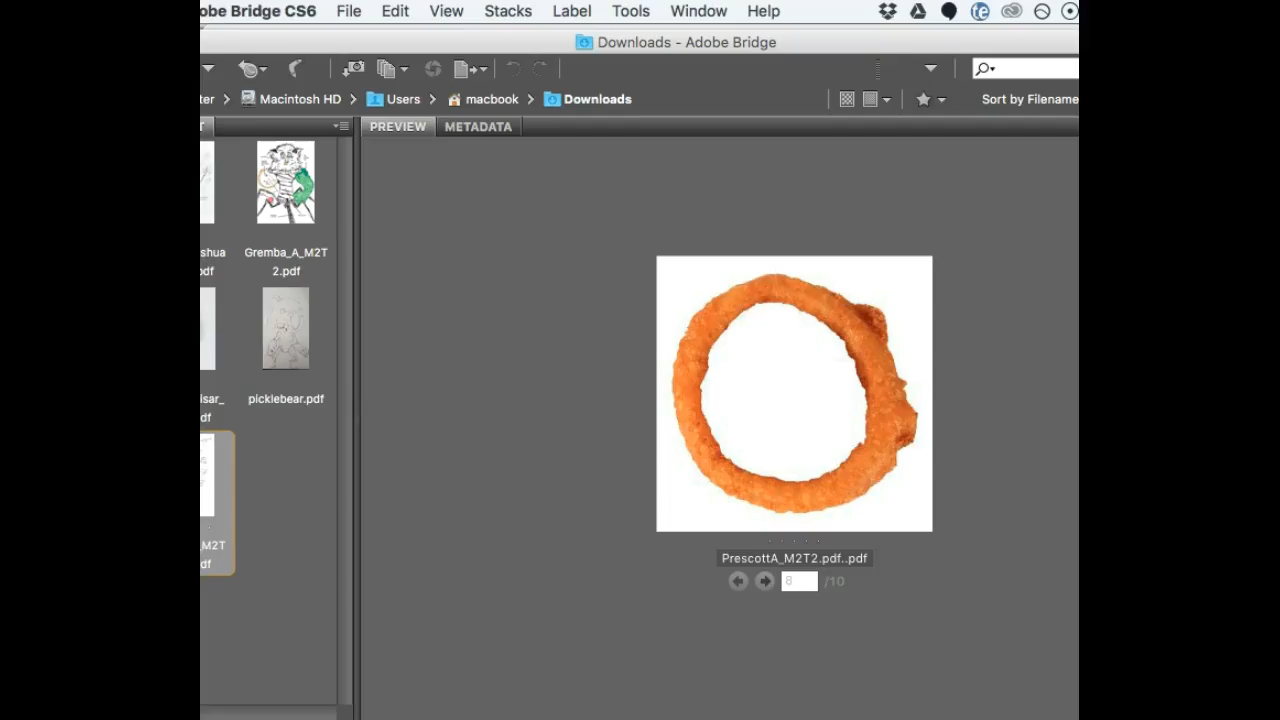 obe Bridge CS6 File Edit View Stacks Label Tools Window Help
Downloads - Adobe Bridge
ter Macintosh HD Users macbook Downloads Sort by Filename
T PREVIEW METADATA
shua
pdf
Gremba_A_M2T
2.pdf
isar_
df
picklebear.pdf
_M2T
df
PrescottA_M2T2.pdf..pdf
8 /10